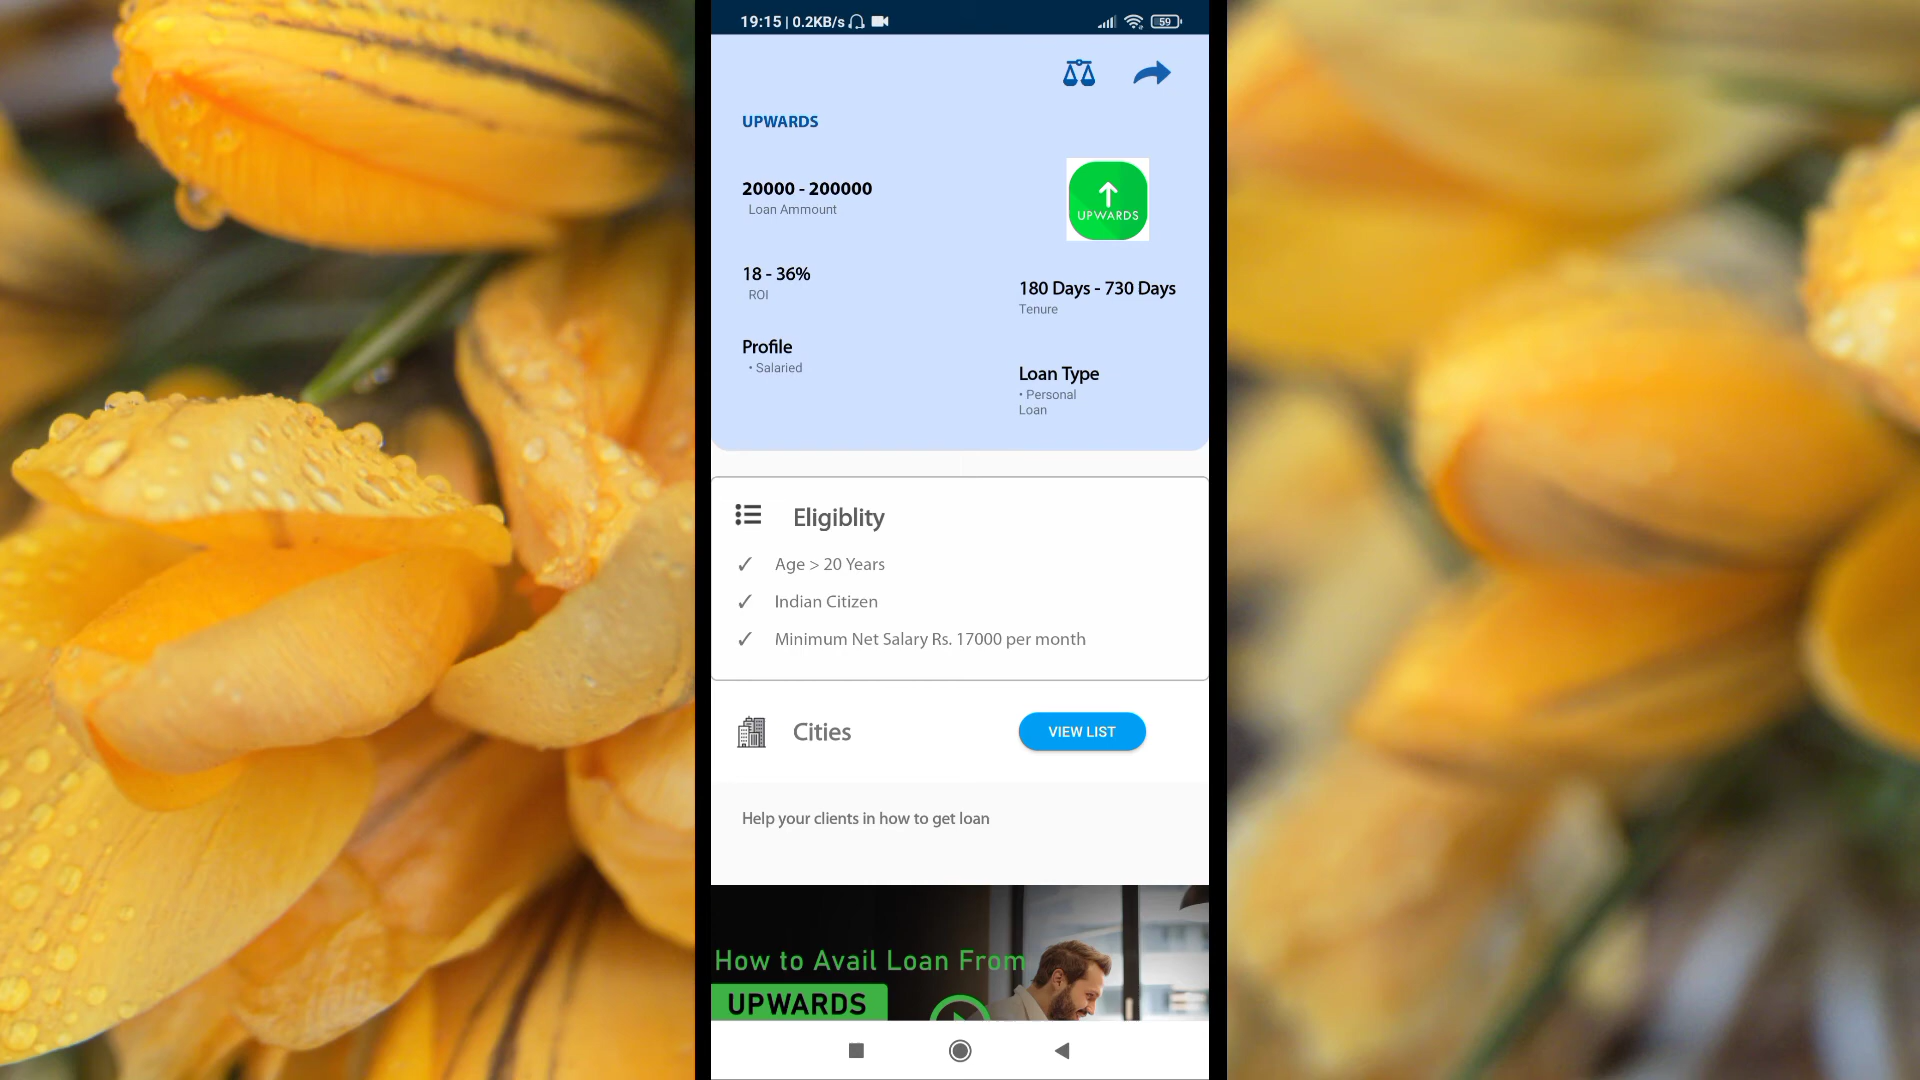 19:15 | 0.2KB/s
59
UPWARDS
20000 - 200000
Loan Ammount
UPWARDS
18 - 36%
ROI
180 Days - 730 Days
Tenure
Profile
• Salaried
Loan Type
• Personal
Loan
Eligiblity
✓ Age > 20 Years
✓ Indian Citizen
✓ Minimum Net Salary Rs. 17000 per month
Cities
VIEW LIST
Help your clients in how to get loan
How to Avail Loan From
UPWARDS